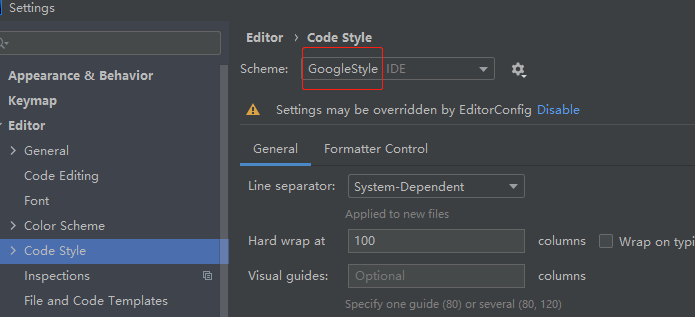 Settings
Editor › Code Style
Scheme: GoogleStyle IDE
Appearance & Behavior
Keymap
Editor
General
Code Editing
Font
Color Scheme
Code Style
Inspections
File and Code Templates
Settings may be overridden by EditorConfig Disable
General Formatter Control
Line separator: System-Dependent
Applied to new files
Hard wrap at 100 columns Wrap on typi
Visual guides: Optional columns
Specify one guide (80) or several (80, 120)